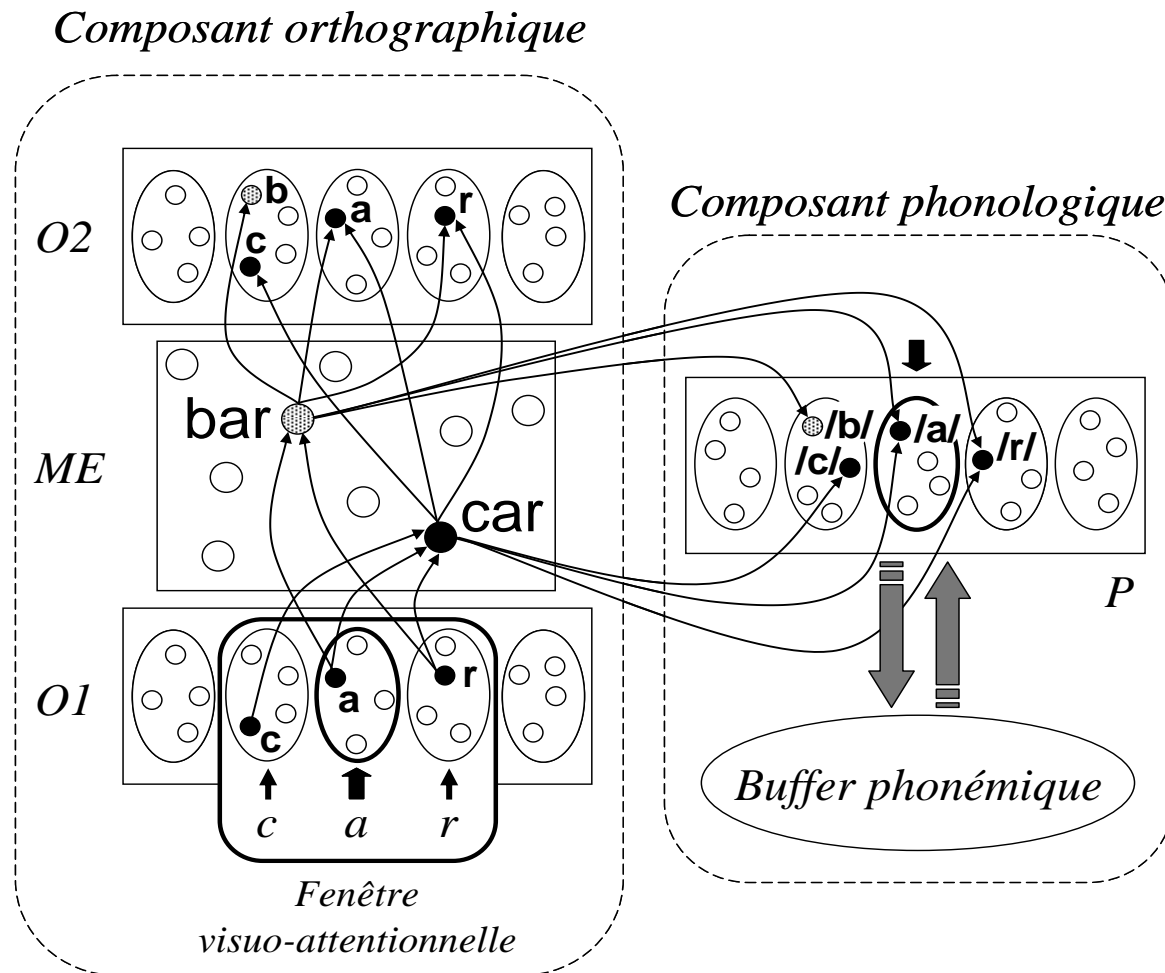 Composant orthographique
O2
b
a
r
c
ME
bar
car
O1
c
a
r
c
a
r
Fenêtre
visuo-attentionnelle
Composant phonologique
/b/
/a/
/c/
/r/
P
Buffer phonémique